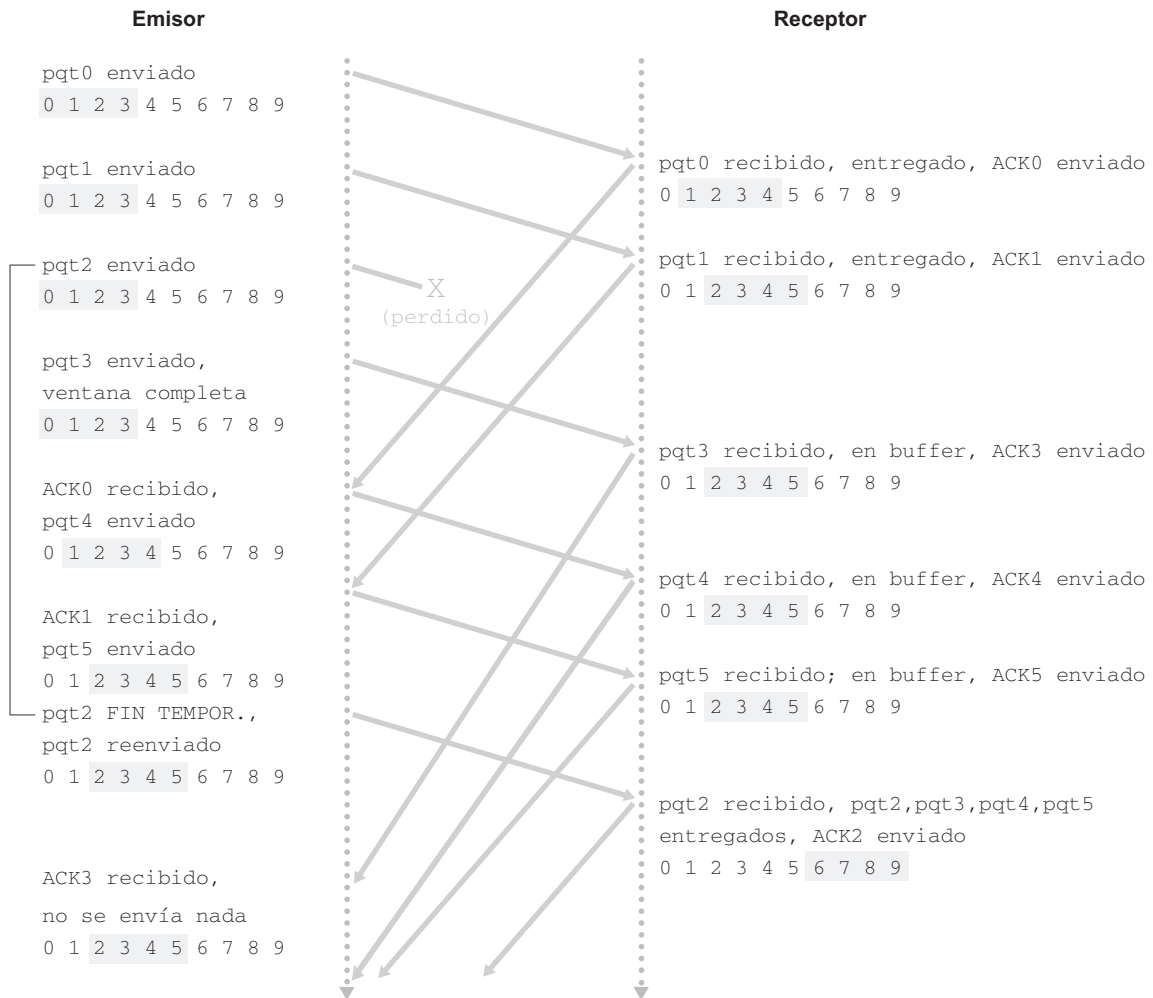 Emisor
Receptor
pqt0 enviado
0 1 2 3 4 5 6 7 8 9
pqt1 enviado
0 1 2 3 4 5 6 7 8 9
pqt2 enviado
0 1 2 3 4 5 6 7 8 9
pqt3 enviado,
ventana completa
0 1 2 3 4 5 6 7 8 9
ACK0 recibido,
pqt4 enviado
0 1 2 3 4 5 6 7 8 9
ACK1 recibido,
pqt5 enviado
0 1 2 3 4 5 6 7 8 9
pqt2 FIN TEMPOR.,
pqt2 reenviado
0 1 2 3 4 5 6 7 8 9
ACK3 recibido,
no se envía nada
0 1 2 3 4 5 6 7 8 9
X
(perdido)
pqt0 recibido, entregado, ACK0 enviado
0 1 2 3 4 5 6 7 8 9
pqt1 recibido, entregado, ACK1 enviado
0 1 2 3 4 5 6 7 8 9
pqt3 recibido, en buffer, ACK3 enviado
0 1 2 3 4 5 6 7 8 9
pqt4 recibido, en buffer, ACK4 enviado
0 1 2 3 4 5 6 7 8 9
pqt5 recibido; en buffer, ACK5 enviado
0 1 2 3 4 5 6 7 8 9
pqt2 recibido, pqt2,pqt3,pqt4,pqt5
entregados, ACK2 enviado
0 1 2 3 4 5 6 7 8 9